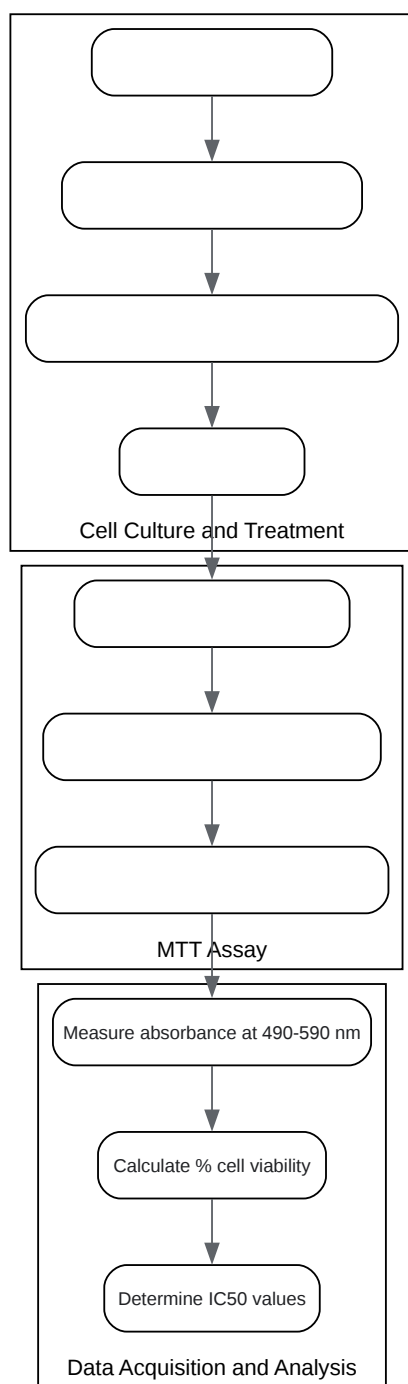 Cell Culture and Treatment
MTT Assay
Measure absorbance at 490-590 nm
Calculate % cell viability
Determine IC50 values
Data Acquisition and Analysis